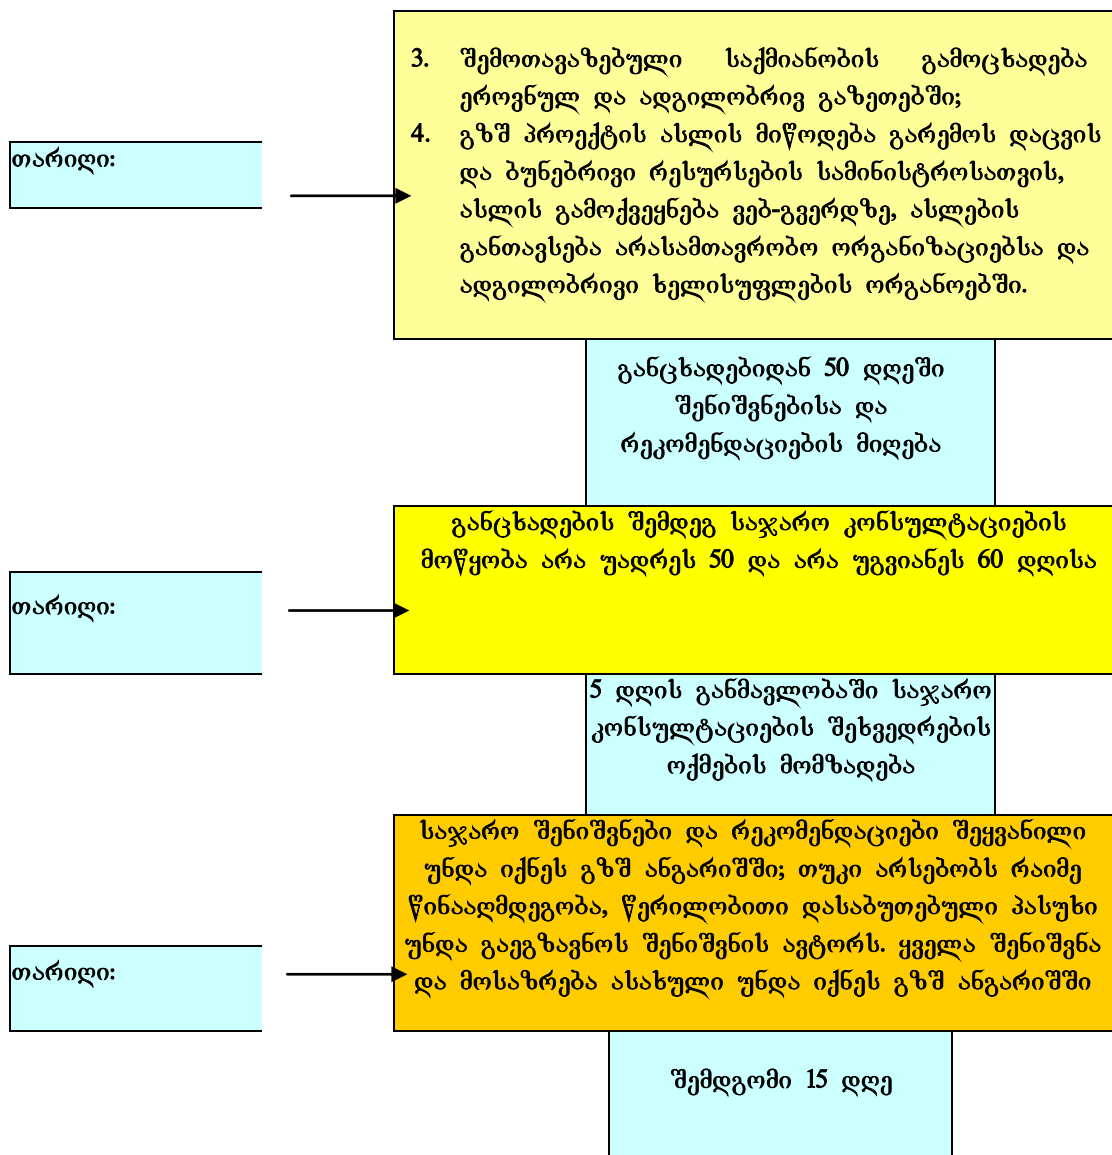 3. შემოთავაზებული საქმიანობის გამოცხადება
ეროვნულ და ადგილობრივ გაზეთებში;
4. გზშ პროექტის ასლის მიწოდება გარემოს დაცვის
და ბუნებრივი რესურსების სამინისტროსათვის,
ასლის გამოქვეყნება ვებ-გვერდზე, ასლების
განთავსება არასამთავრობო ორგანიზაციებსა და
ადგილობრივი ხელისუფლების ორგანოებში.
თარიღი:
განცხადებიდან 50 დღეში
შენიშვნებისა და
რეკომენდაციების მიღება
განცხადების შემდეგ საჯარო კონსულტაციების
მოწყობა არა უადრეს 50 და არა უგვიანეს 60 დღისა
თარიღი:
5 დღის განმავლობაში საჯარო
კონსულტაციების შეხვედრების
ოქმების მომზადება
საჯარო შენიშვნები და რეკომენდაციები შეყვანილი
უნდა იქნეს გზშ ანგარიშში; თუკი არსებობს რაიმე
წინააღმდეგობა, წერილობითი დასაბუთებული პასუხი
უნდა გაეგზავნოს შენიშვნის ავტორს. ყველა შენიშვნა
და მოსაზრება ასახული უნდა იქნეს გზშ ანგარიშში
თარიღი:
შემდგომი 15 დღე